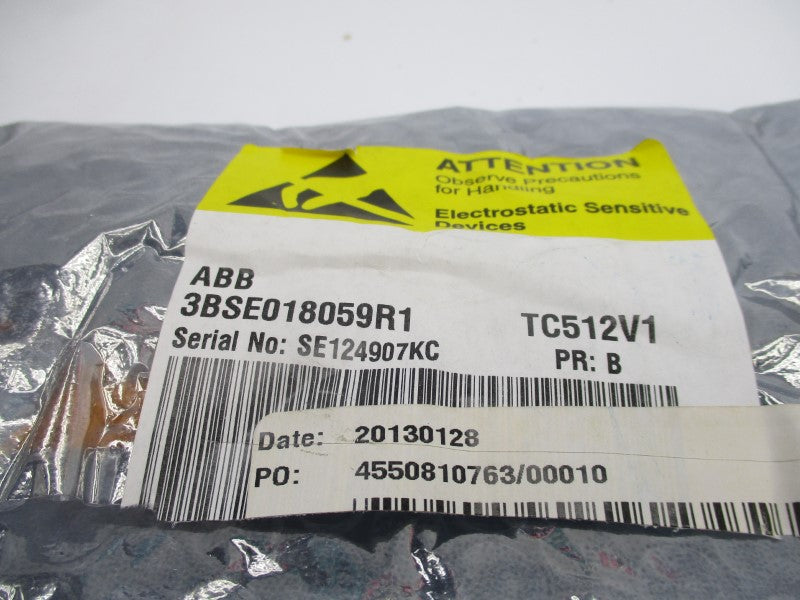 ATTENTION
Observe Precautions
for Handling
Electrostatic Sensitive
Devices
ABB
3BSE018059R1 TC512V1
Serial No: SE124907KC PR: B
Date: 20130128
PO: 4550810763/00010